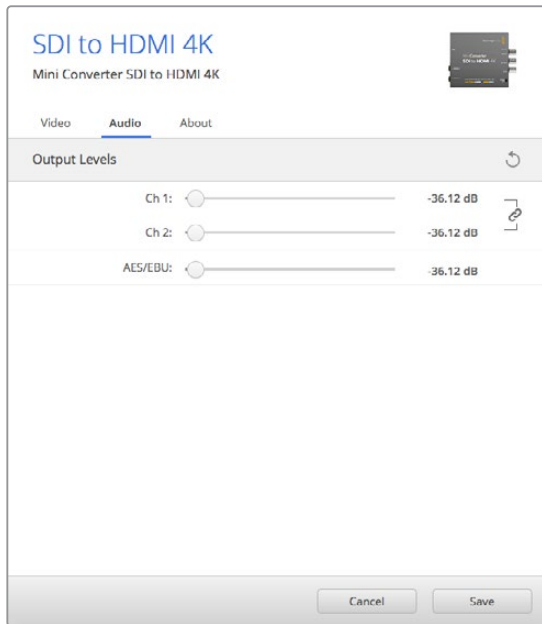 SDI to HDMI 4K
Mini Converter SDI to HDMI 4K
Video Audio About
Output Levels
Ch 1: -36.12 dB
Ch 2: -36.12 dB
AES/EBU: -36.12 dB
Cancel Save